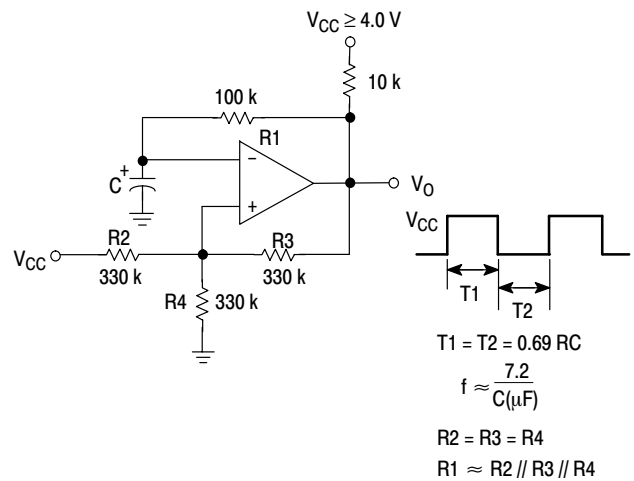 VCC ≥ 4.0 V
10 k
100 k
R1
−
+
C
+
VO
VCC
R2
330 k
R3
330 k
R4
330 k
VCC
T1
T2
T1 = T2 = 0.69 RC
f ≈ 7.2
C(μF)
R2 = R3 = R4
R1 ≈ R2 // R3 // R4